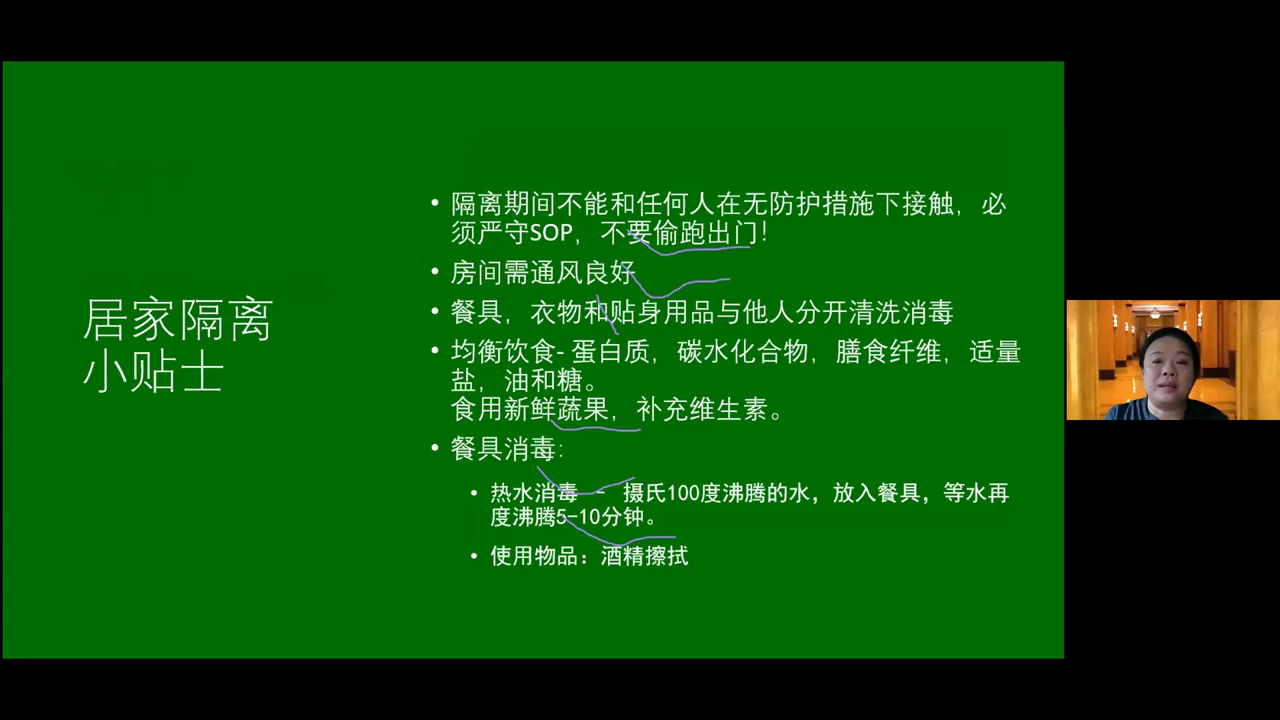 居家隔离
小贴士
• 隔离期间不能和任何人在无防护措施下接触，必
须严守SOP，不要偷跑出门！
• 房间需通风良好
• 餐具，衣物和贴身用品与他人分开清洗消毒
• 均衡饮食- 蛋白质，碳水化合物，膳食纤维，适量
盐，油和糖。
食用新鲜蔬果，补充维生素。
• 餐具消毒:
• 热水消毒 - 摄氏100度沸腾的水，放入餐具，等水再
度沸腾5-10分钟。
• 使用物品：酒精擦拭